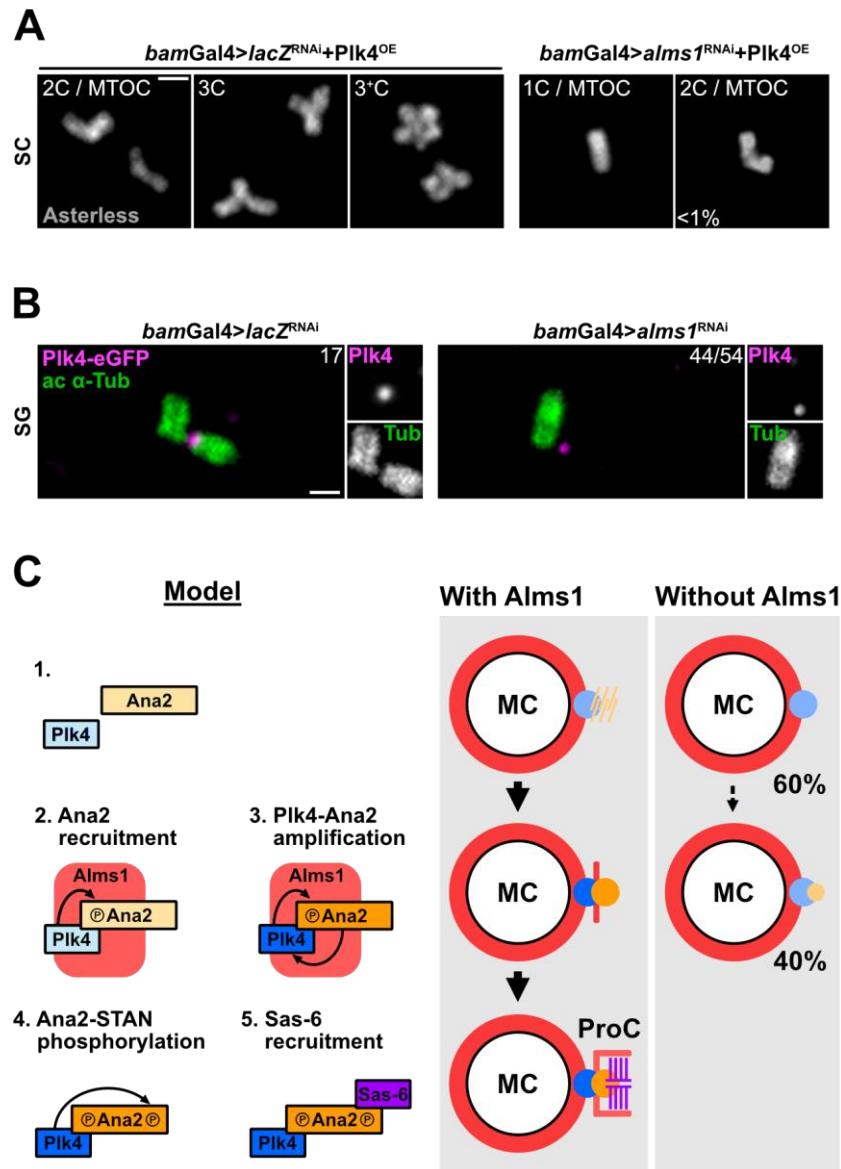 A
bamGal4>lacZRNAi+Plk4OE
bamGal4>alms1RNAi+Plk4OE
SC
2C / MTOC
3C
3+C
1C / MTOC
2C / MTOC
Asterless
<1%
B
bamGal4>lacZRNAi
bamGal4>alms1RNAi
SG
Plk4-eGFP
ac α-Tub
17
Plk4
Tub
44/54
Plk4
Tub
C
Model
With Alms1
Without Alms1
1.
Ana2
Plk4
2. Ana2
recruitment
Alms1
℗Ana2
Plk4
3. Plk4-Ana2
amplification
Alms1
℗Ana2
Plk4
4. Ana2-STAN
phosphorylation
℗Ana2℗
Plk4
5. Sas-6
recruitment
Sas-6
℗Ana2℗
Plk4
MC
MC
ProC
MC
MC
60%
MC
40%